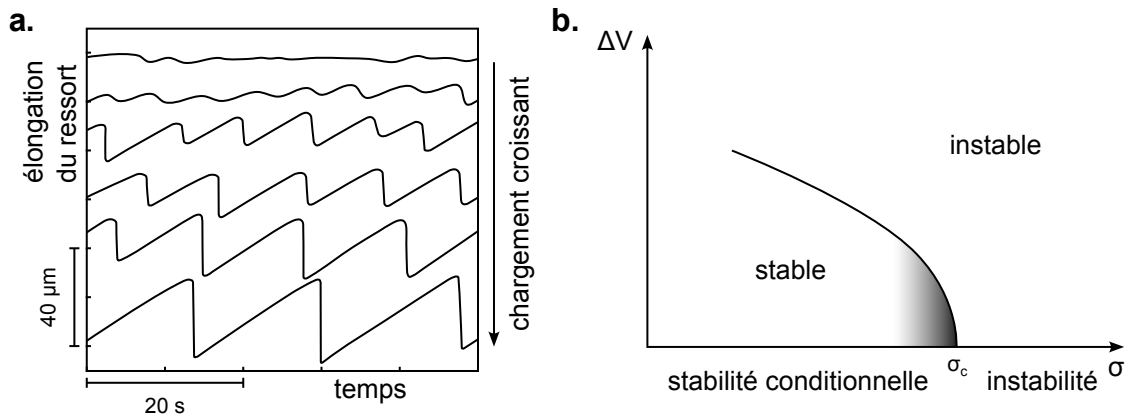 a.
élongation
du ressort
40 μm
20 s
temps
chargement croissant
b.
ΔV
instable
stable
σc
σ
stabilité conditionnelle
instabilité